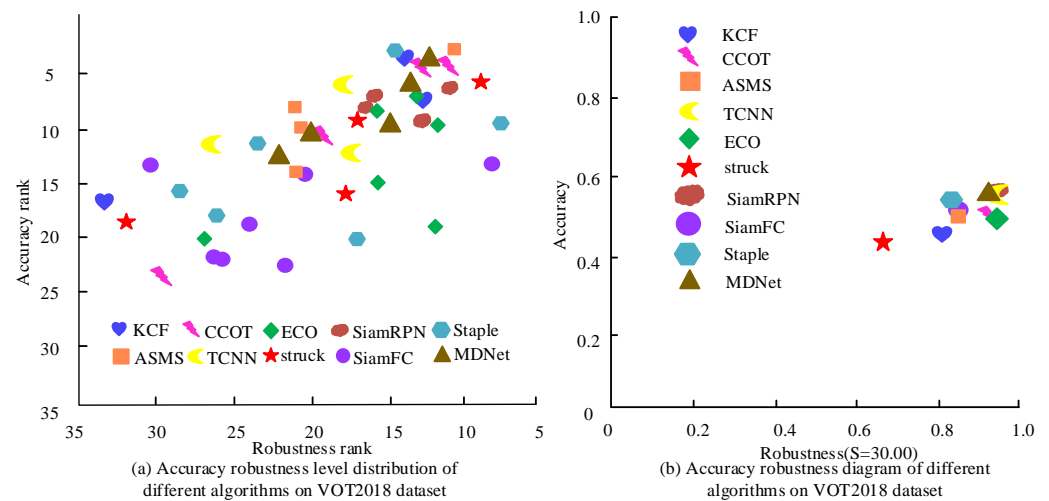 5
10
15
20
25
30
35
Accuracy rank
KCF
CCOT
ECO
SiamRPN
Staple
ASMS
TCNN
struck
SiamFC
MDNet
35
30
25
20
15
10
5
Robustness rank
(a) Accuracy robustness level distribution of
different algorithms on VOT2018 dataset
1.0
0.8
0.6
0.4
0.2
0
Accuracy
KCF
CCOT
ASMS
TCNN
ECO
struck
SiamRPN
SiamFC
Staple
MDNet
0
0.2
0.4
0.6
0.8
1.0
Robustness(S=30.00)
(b) Accuracy robustness diagram of different
algorithms on VOT2018 dataset